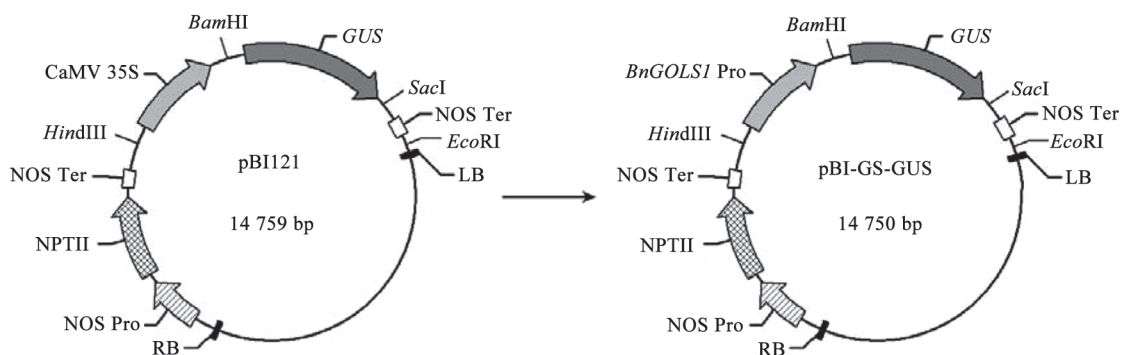 BamHI
GUS
CaMV 35S
SacI
NOS Ter
HindIII
EcoRI
pBI121
NOS Ter
LB
14 759 bp
NPTII
NOS Pro
RB
BamHI
GUS
BnGOLS1 Pro
SacI
NOS Ter
HindIII
EcoRI
pBI-GS-GUS
NOS Ter
LB
14 750 bp
NPTII
NOS Pro
RB